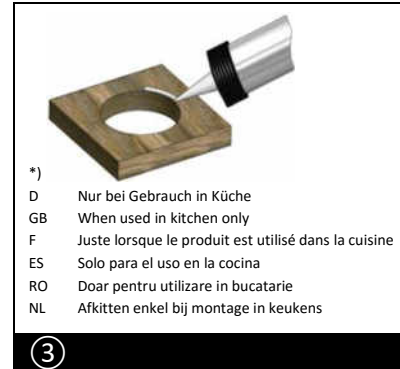 *)
D Nur bei Gebrauch in Küche
GB When used in kitchen only
F Juste lorsque le produit est utilisé dans la cuisine
ES Solo para el uso en la cocina
RO Doar pentru utilizare in bucatarie
NL Afkitten enkel bij montage in keukens
③